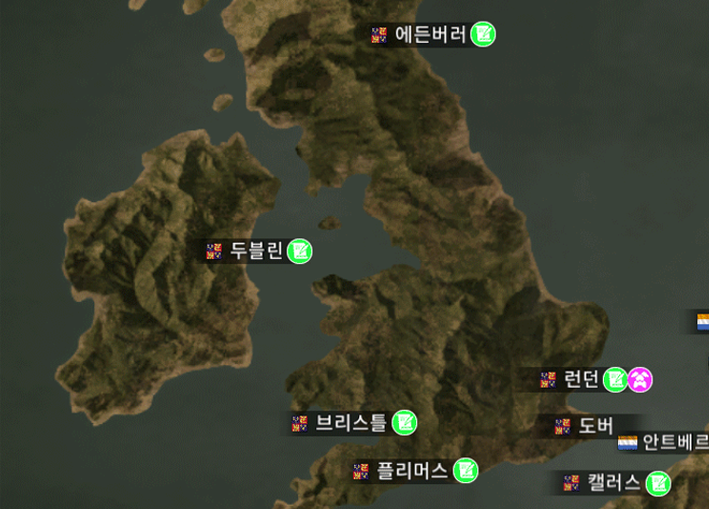 에든버러
두블린
런던
브리스틀
도버
안트베르
플리머스
캘러스